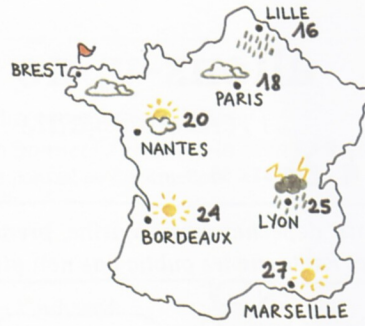 LILLE
16
BREST
18
PARIS
20
NANTES
24
BORDEAUX
25
LYON
27
MARSEILLE